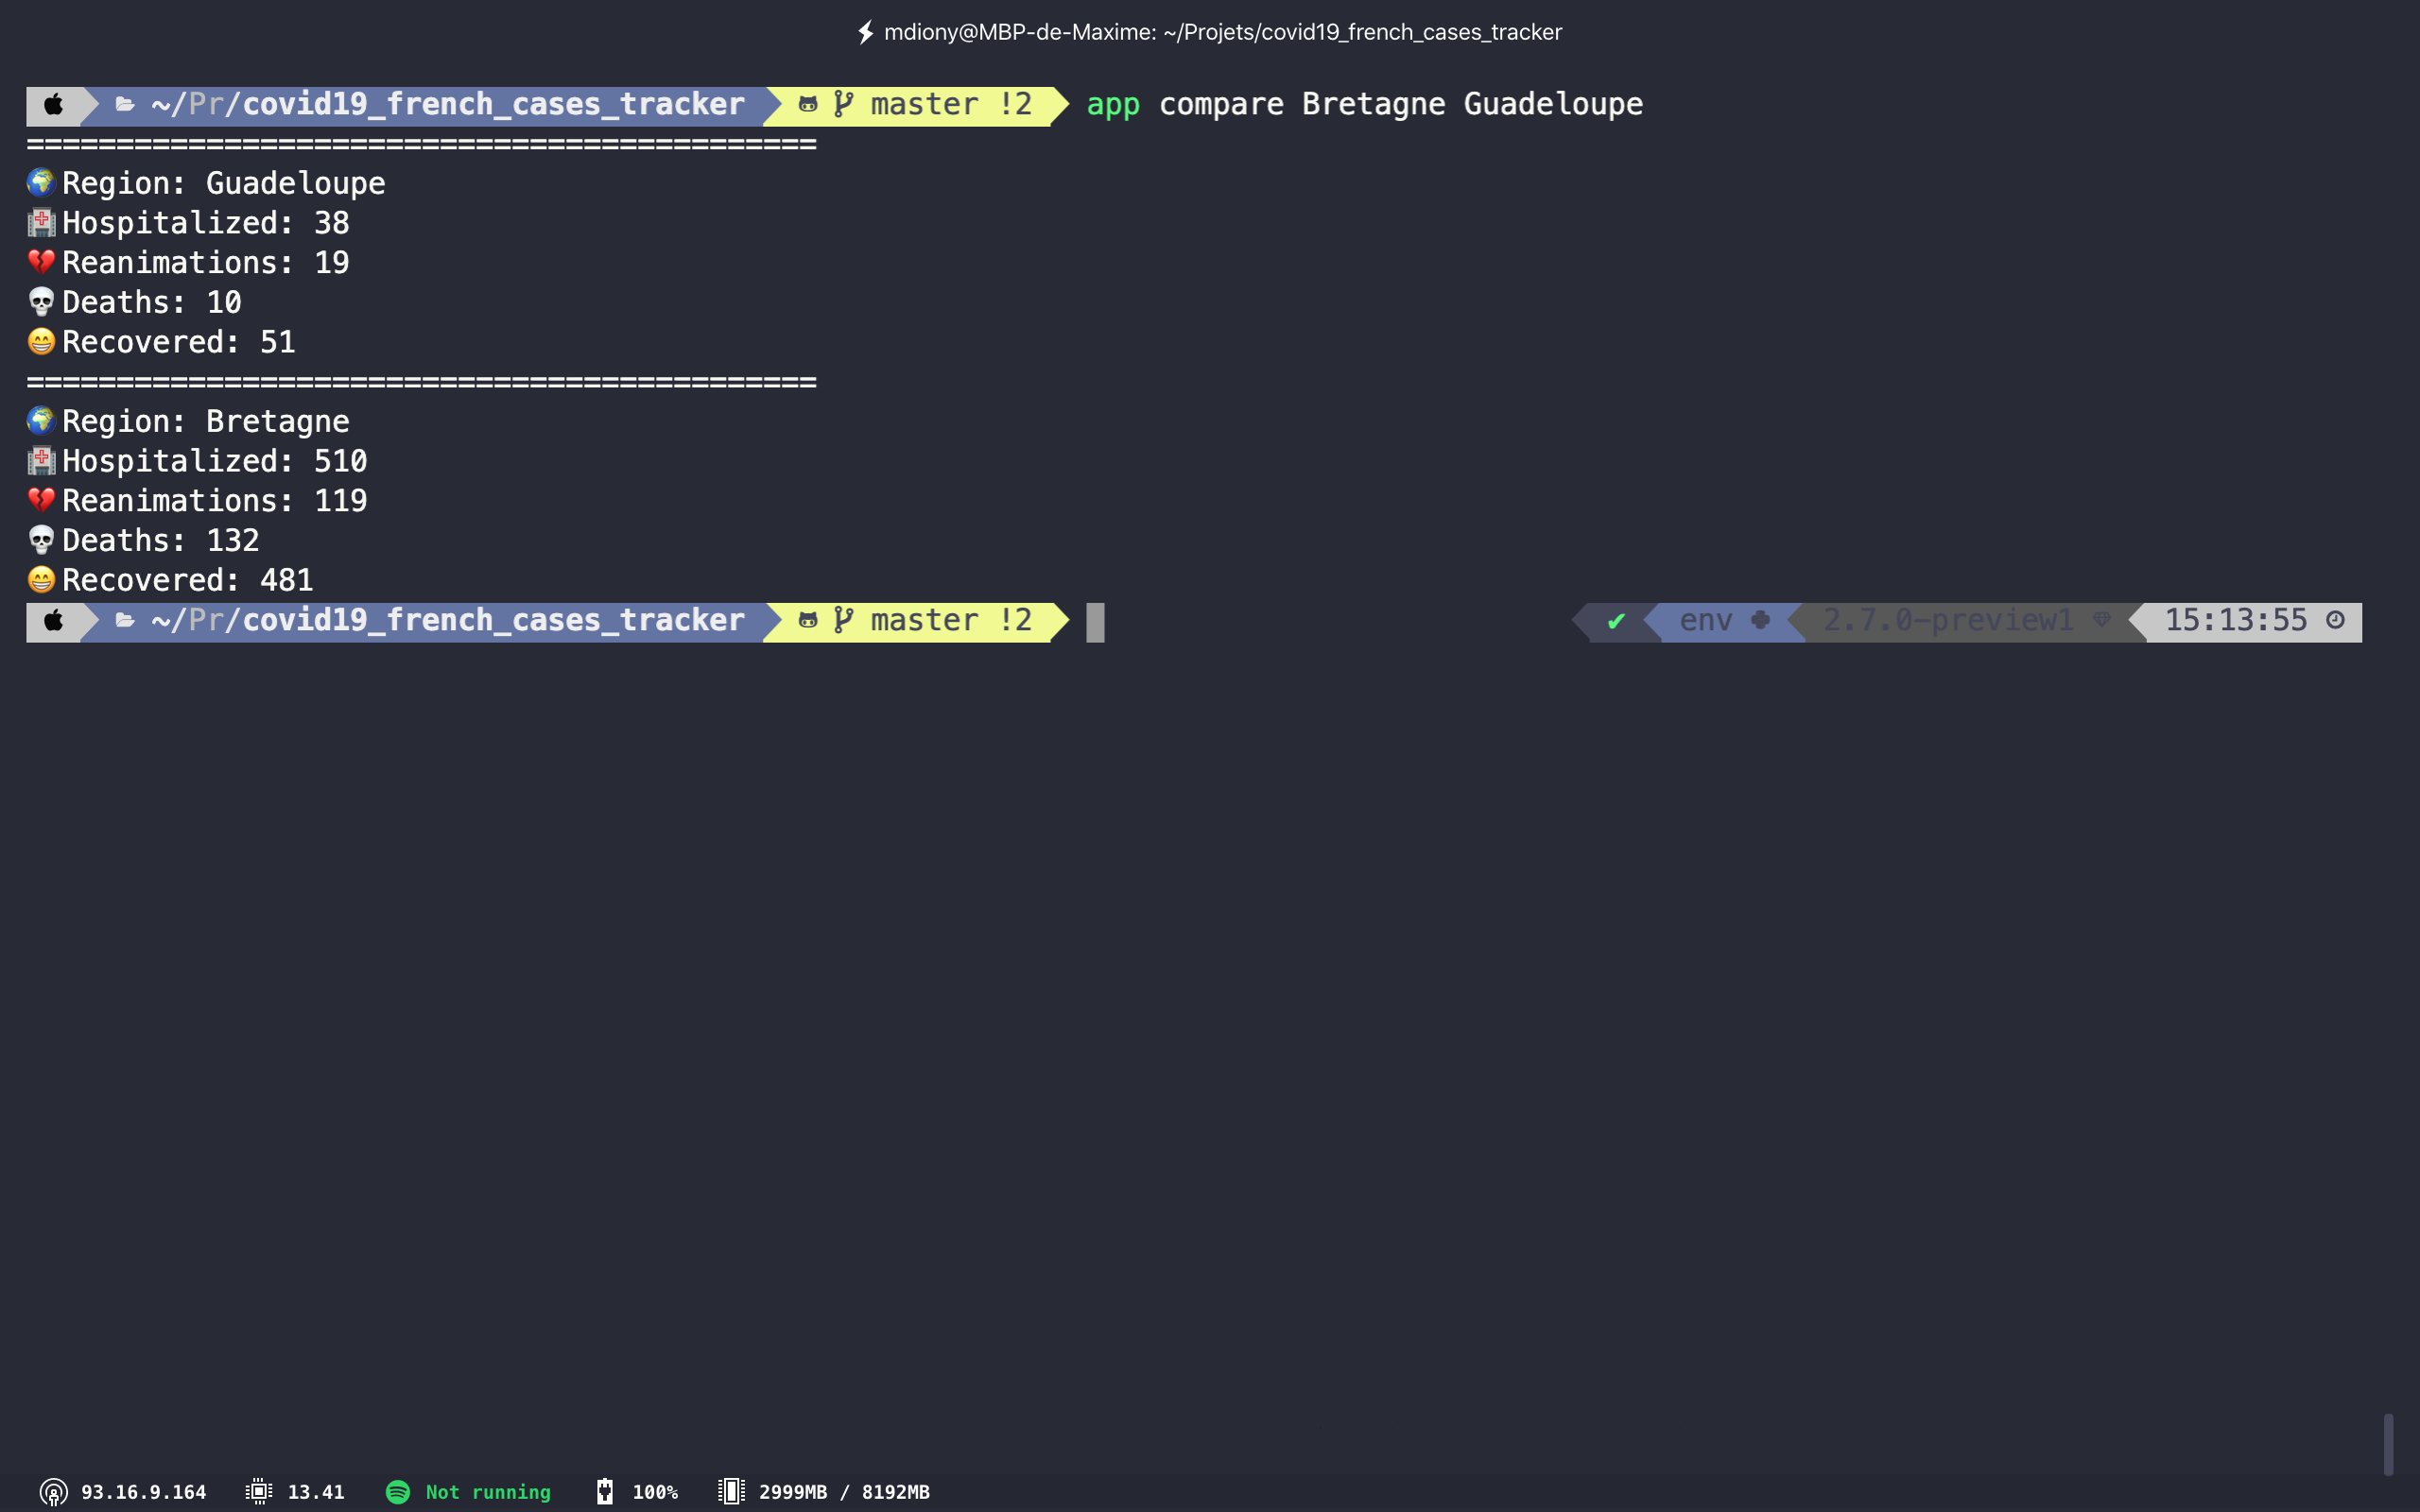 mdiony@MBP-de-Maxime: ~/Projets/covid19_french_cases_tracker
~/Pr/covid19_french_cases_tracker master !2 app compare Bretagne Guadeloupe
============================================
Region: Guadeloupe
Hospitalized: 38
Reanimations: 19
Deaths: 10
Recovered: 51
============================================
Region: Bretagne
Hospitalized: 510
Reanimations: 119
Deaths: 132
Recovered: 481
~/Pr/covid19_french_cases_tracker master !2 ✔ env 2.7.0-preview1 15:13:55
93.16.9.164 13.41 Not running 100% 2999MB / 8192MB